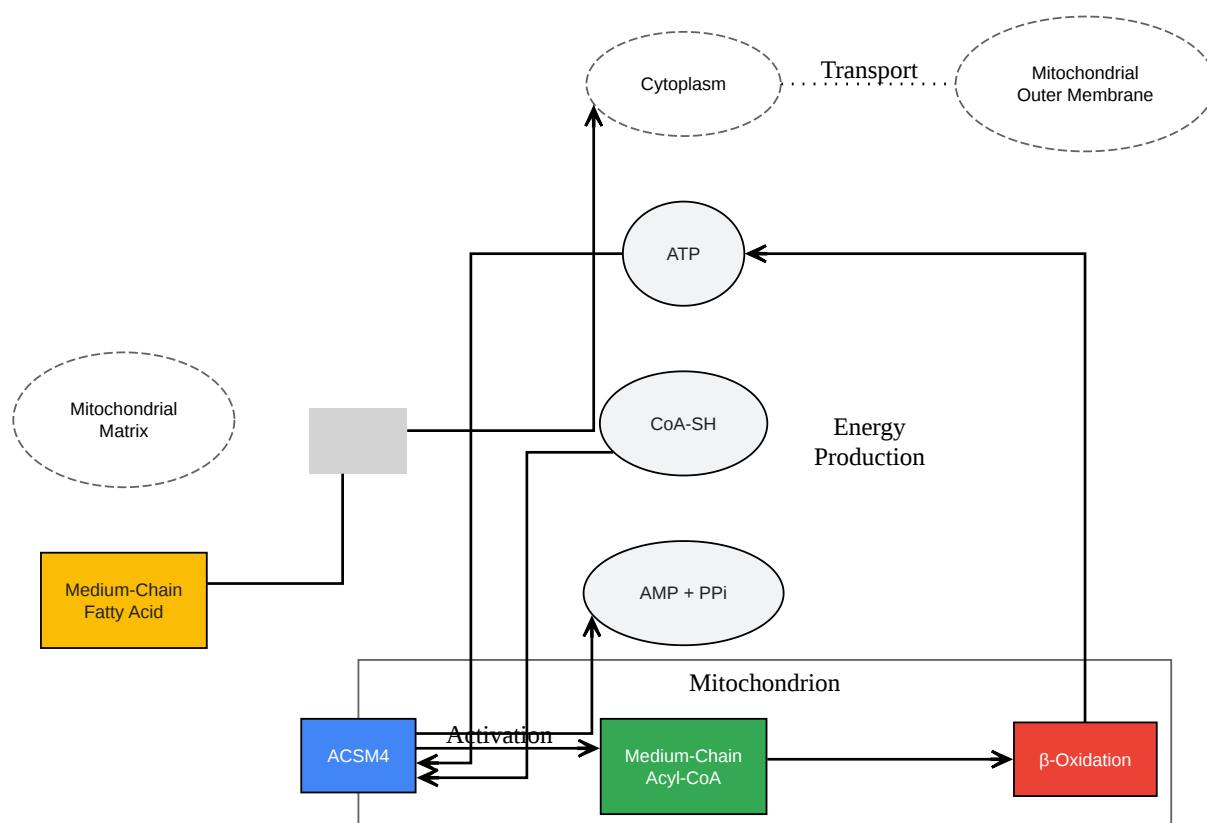 Cytoplasm
Transport
Mitochondrial
Outer Membrane
ATP
Mitochondrial
Matrix
CoA-SH
Energy
Production
Medium-Chain
Fatty Acid
AMP + PPi
Mitochondrion
ACSM4
Activation
Medium-Chain
Acyl-CoA
β-Oxidation